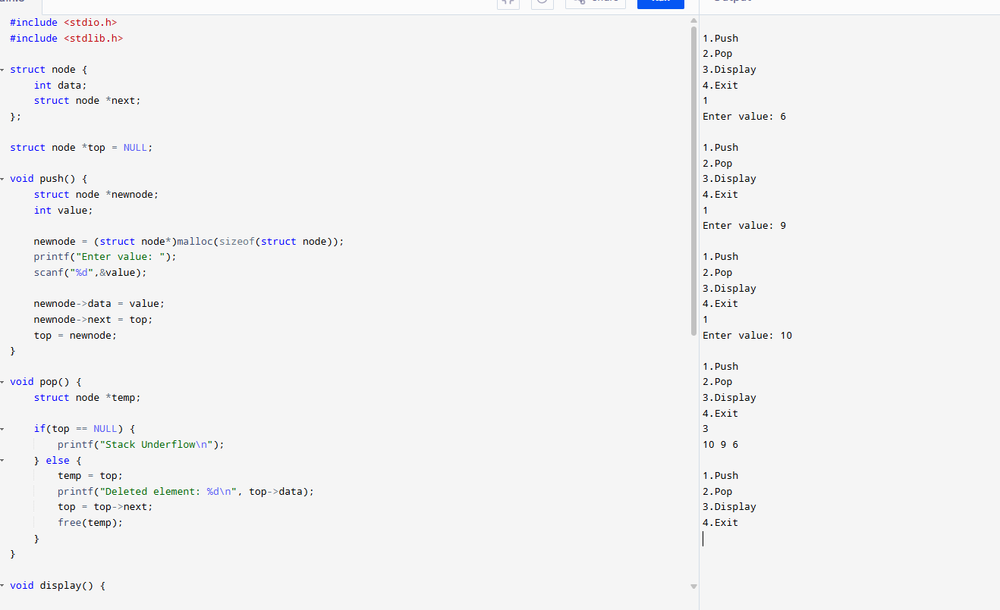 #include <stdio.h>
#include <stdlib.h>
struct node {
    int data;
    struct node *next;
};
struct node *top = NULL;
void push() {
    struct node *newnode;
    int value;
    newnode = (struct node*)malloc(sizeof(struct node));
    printf("Enter value: ");
    scanf("%d",&value);
    newnode->data = value;
    newnode->next = top;
    top = newnode;
}
void pop() {
    struct node *temp;
    if(top == NULL) {
        printf("Stack Underflow\n");
    } else {
        temp = top;
        printf("Deleted element: %d\n", top->data);
        top = top->next;
        free(temp);
    }
}
void display() {
1.Push
2.Pop
3.Display
4.Exit
1
Enter value: 6
1.Push
2.Pop
3.Display
4.Exit
1
Enter value: 9
1.Push
2.Pop
3.Display
4.Exit
1
Enter value: 10
1.Push
2.Pop
3.Display
4.Exit
3
10 9 6
1.Push
2.Pop
3.Display
4.Exit